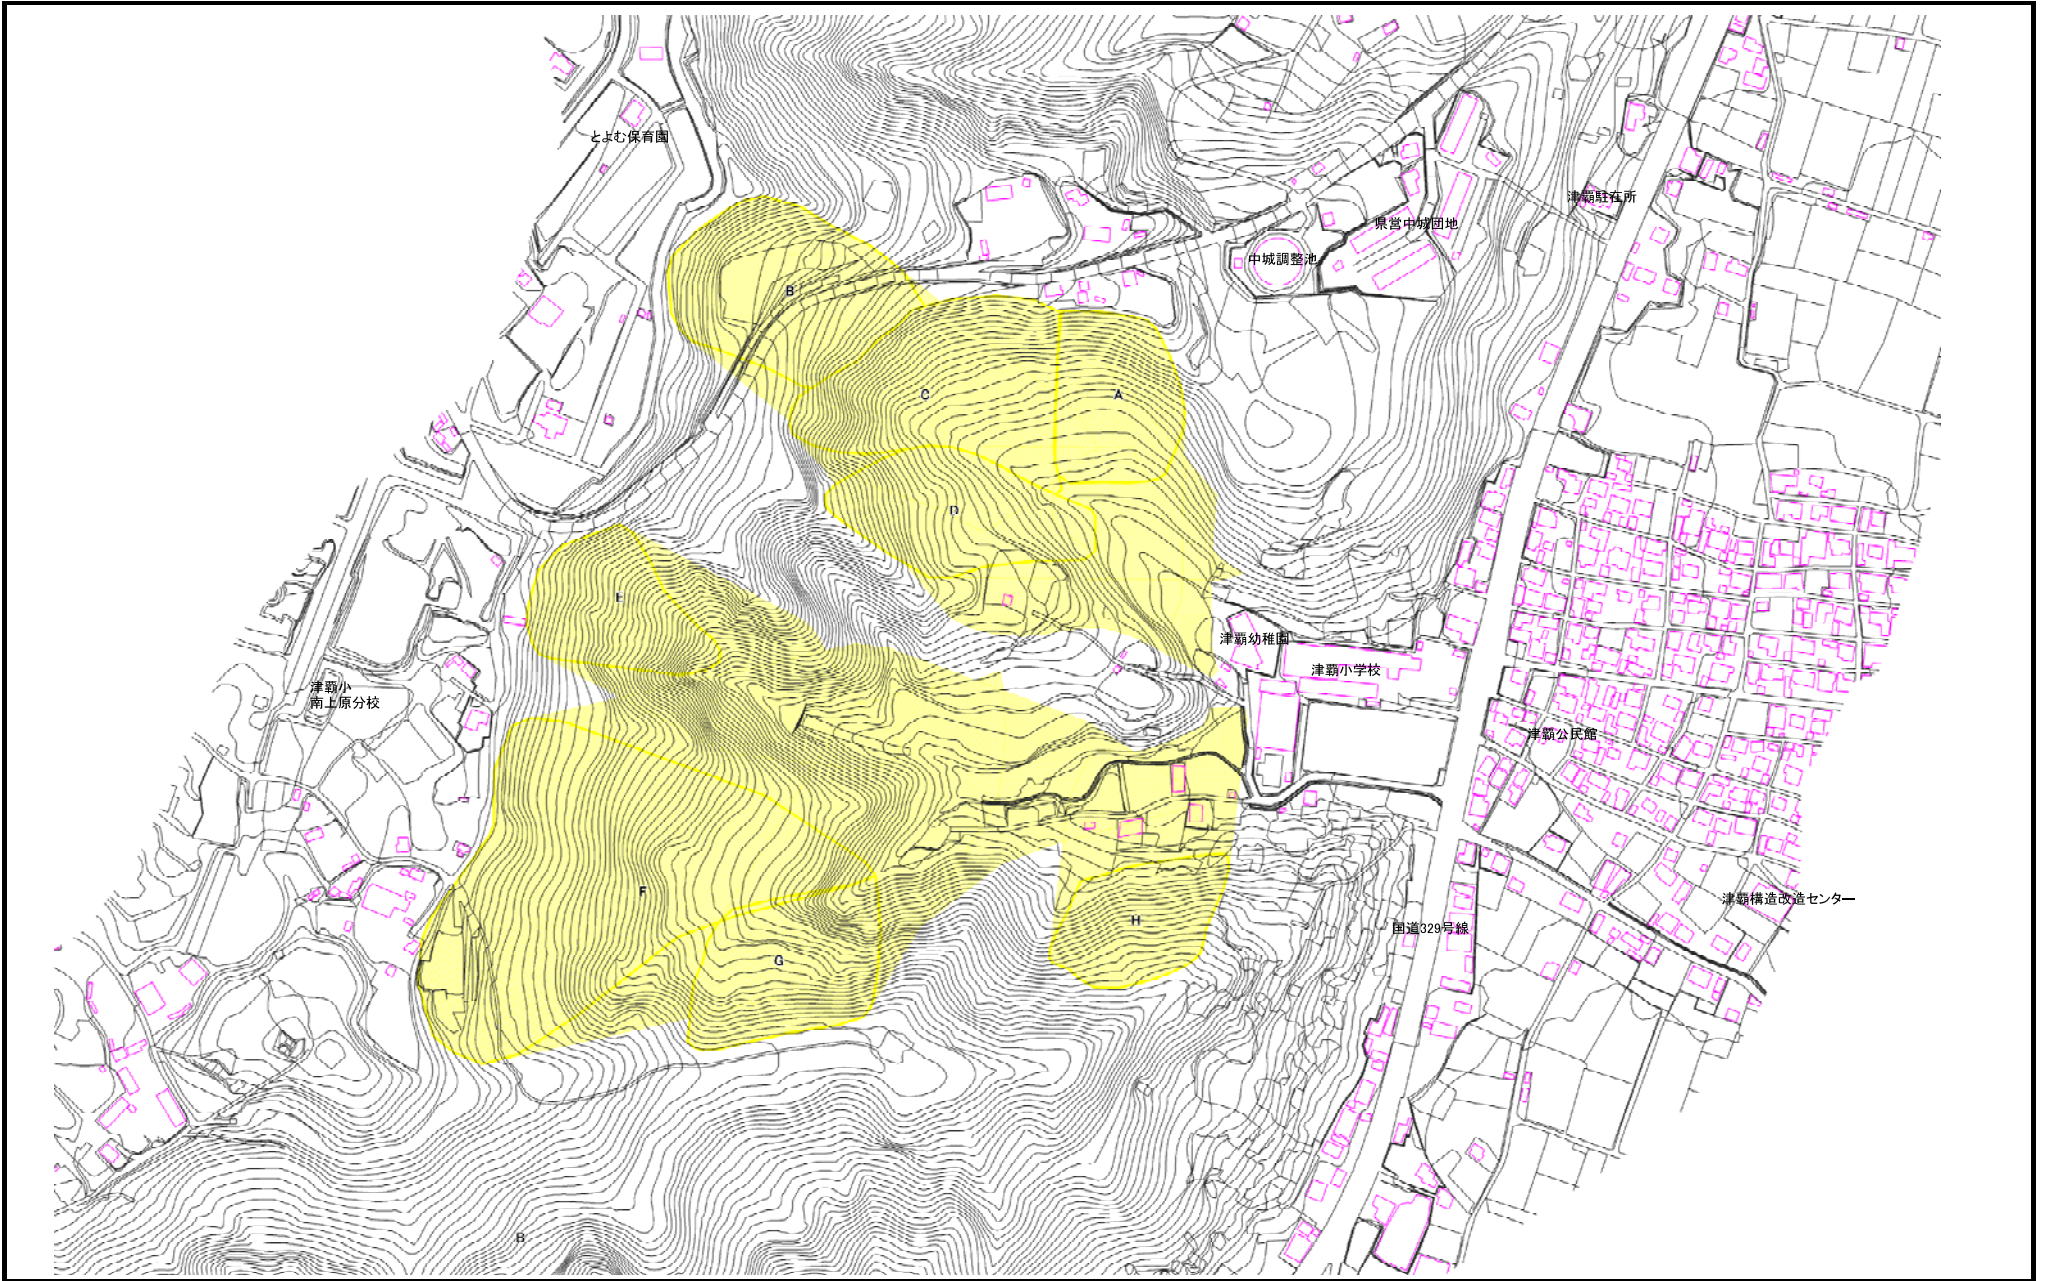 とよむ保育園
津覇駐在所
県営中城団地
中城調整池
B
C
A
D
E
津覇幼稚園
津覇小学校
津覇小
南上原分校
津覇公民館
F
津覇構造改造センター
H
国道329号線
G
B